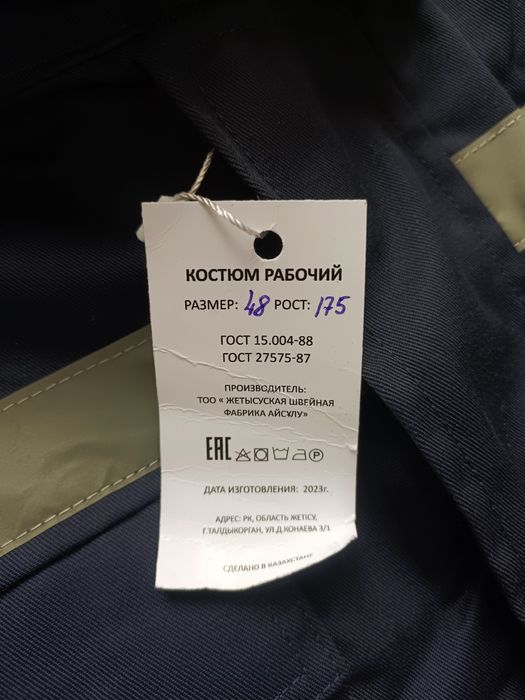 КОСТЮМ РАБОЧИЙ
РАЗМЕР: 48 РОСТ: 175
ГОСТ 15.004-88
ГОСТ 27575-87
ПРОИЗВОДИТЕЛЬ:
ТОО « ЖЕТЫСУСКАЯ ШВЕЙНАЯ
ФАБРИКА АЙСҰЛУ»
ЕАС P
ДАТА ИЗГОТОВЛЕНИЯ: 2023г.
АДРЕС: РК, ОБЛАСТЬ ЖЕТІСУ,
Г.ТАЛДЫКОРГАН, УЛ.Д.КОНАЕВА 3/1
СДЕЛАНО В КАЗАХСТАНЕ